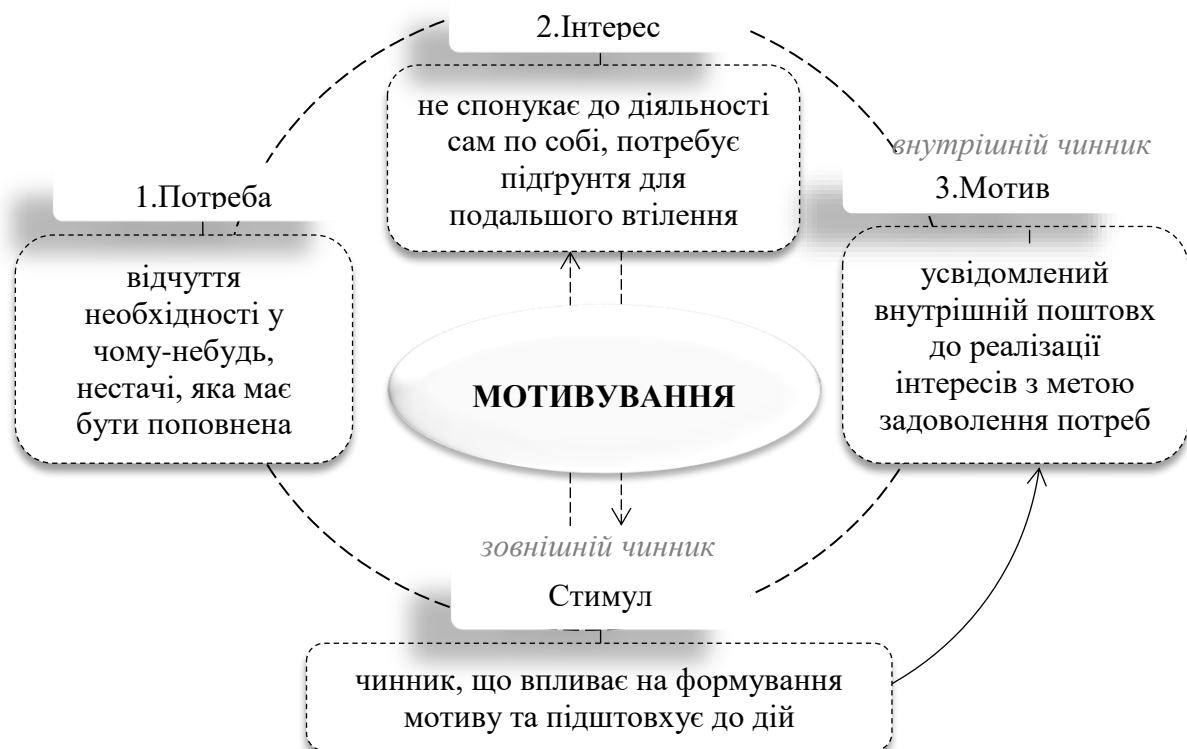 2.Інтерес
не спонукає до діяльності
сам по собі, потребує
підґрунтя для
подальшого втілення
1.Потреба
відчуття
необхідності у
чому-небудь,
нестачі, яка має
бути поповнена
внутрішній чинник
3.Мотив
усвідомлений
внутрішній поштовх
до реалізації
інтересів з метою
задоволення потреб
МОТИВУВАННЯ
зовнішній чинник
Стимул
чинник, що впливає на формування
мотиву та підштовхує до дій